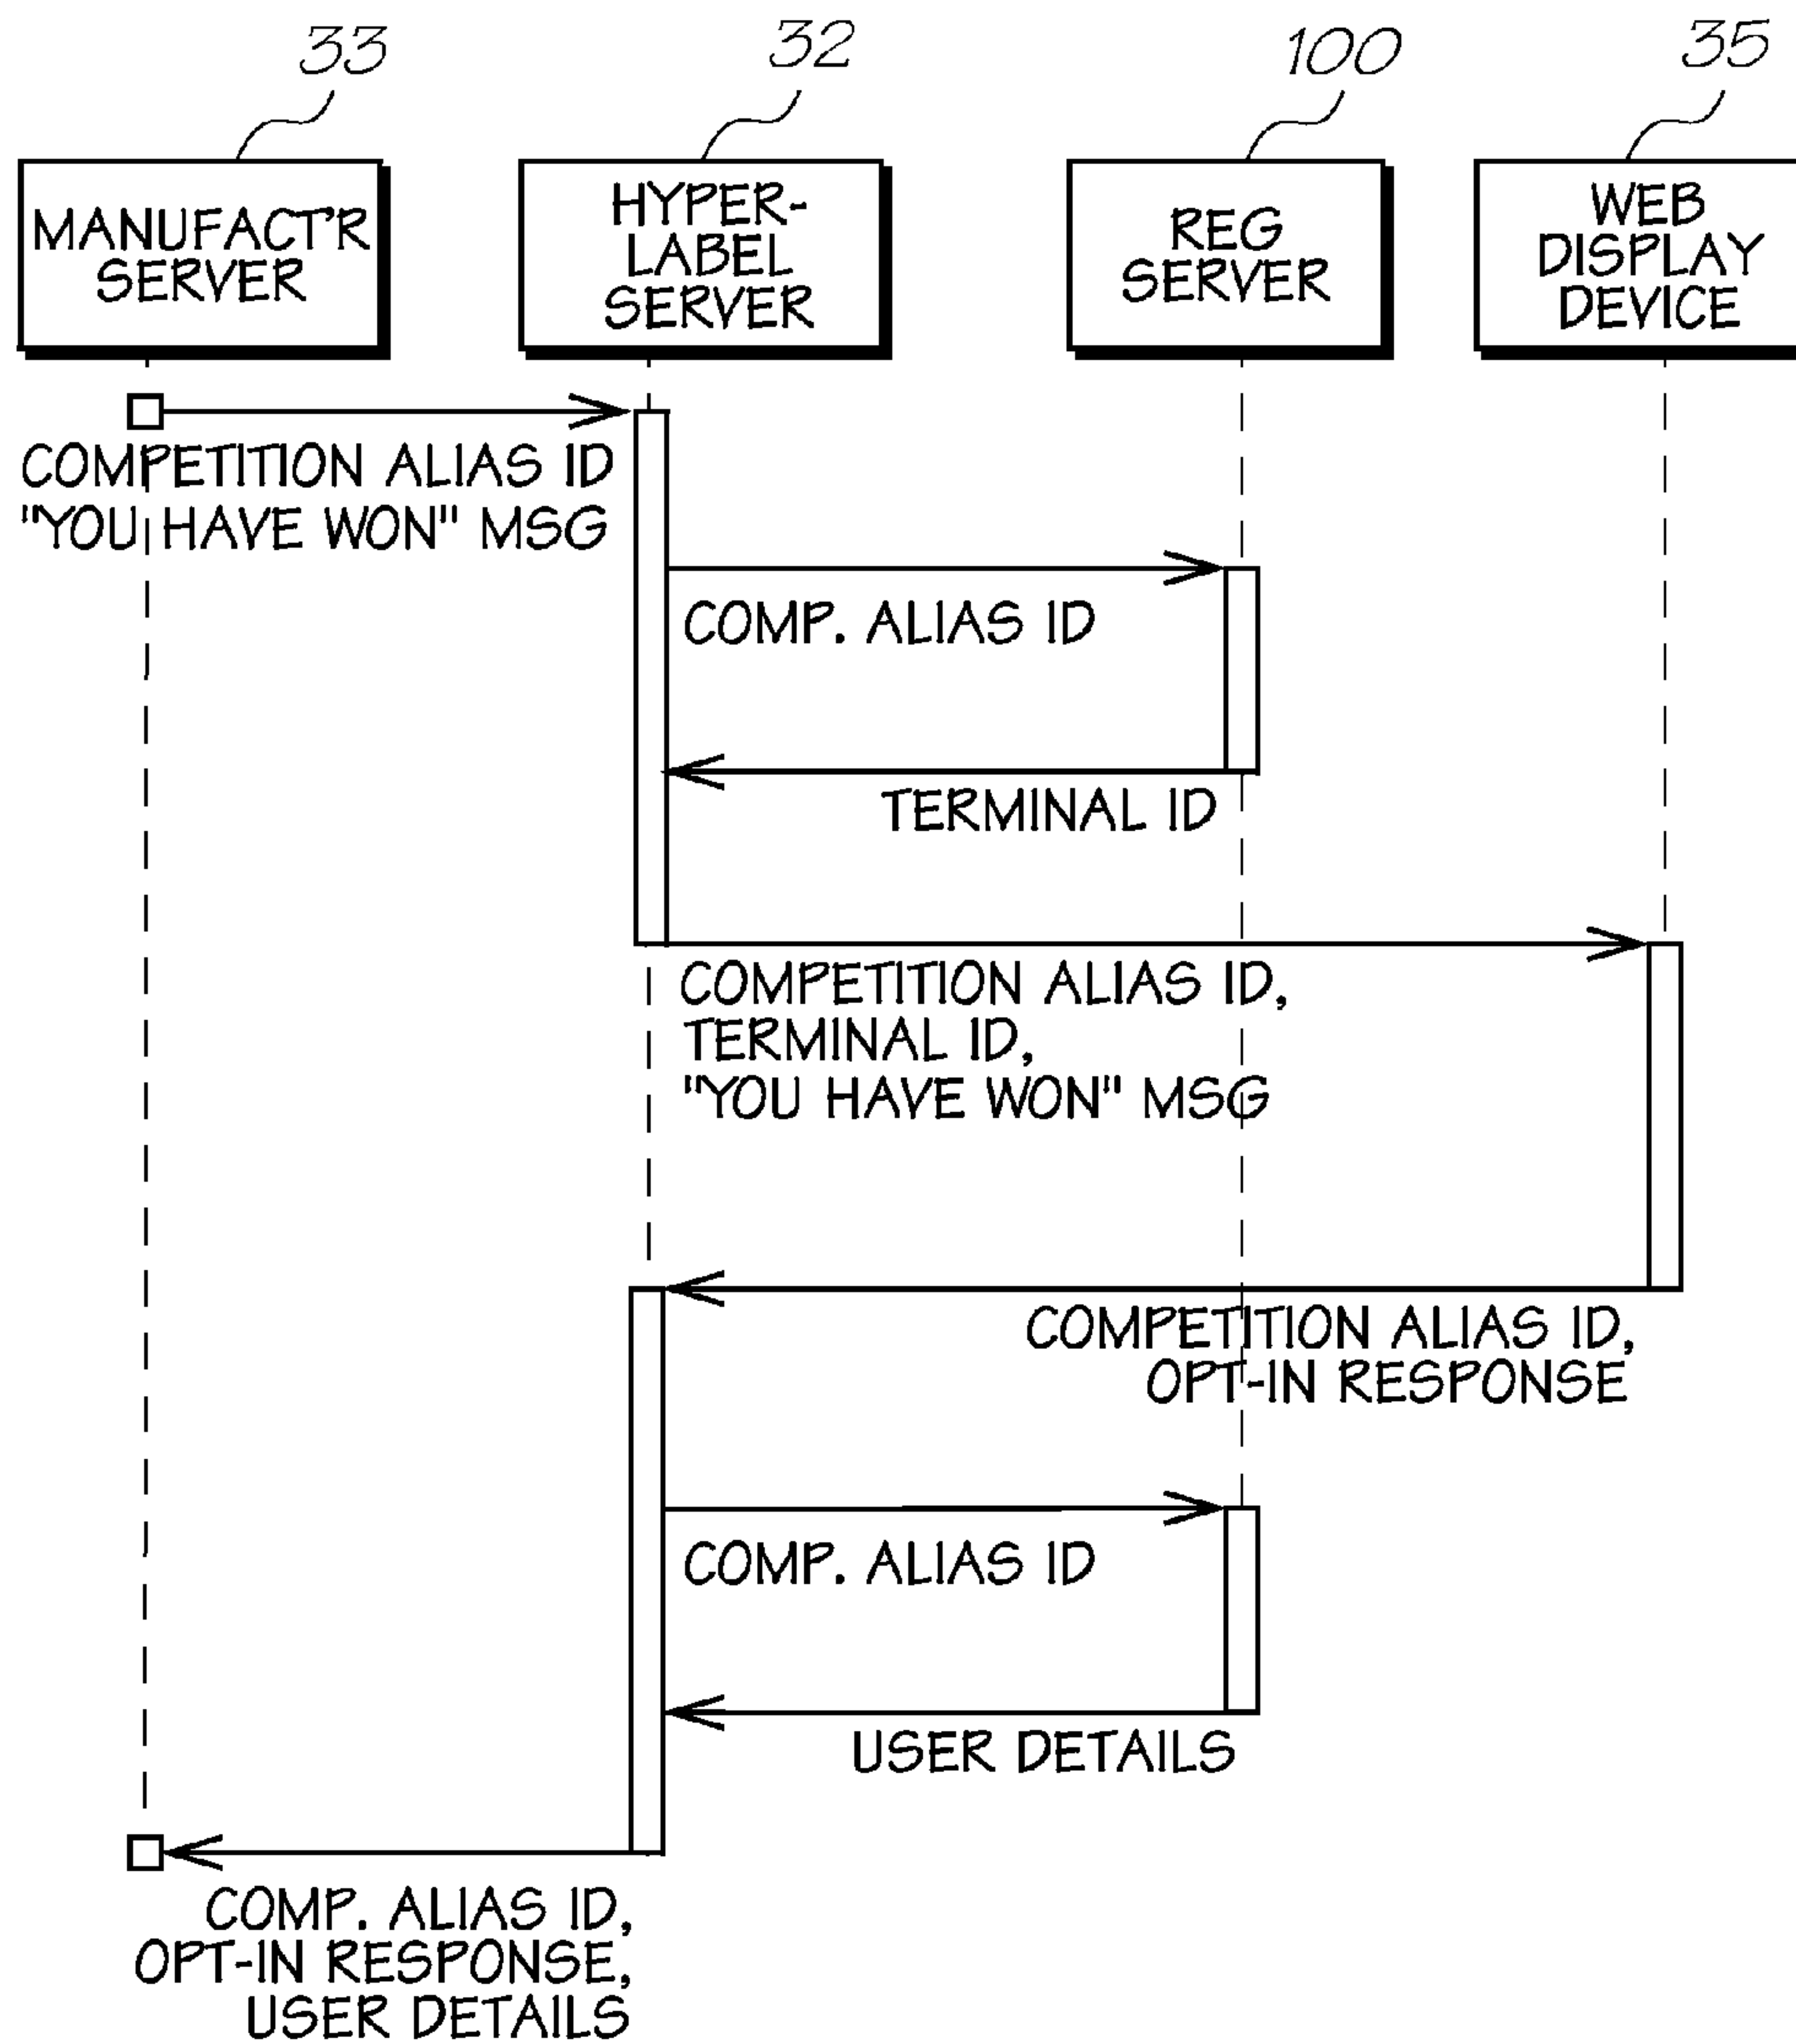 33
32
100
35
MANUFACT'R
SERVER
HYPER-
LABEL
SERVER
REG
SERVER
WEB
DISPLAY
DEVICE
COMPETITION ALIAS ID
"YOU HAVE WON" MSG
COMP. ALIAS ID
TERMINAL ID
COMPETITION ALIAS ID,
TERMINAL ID,
"YOU HAVE WON" MSG
COMPETITION ALIAS ID,
OPT-IN RESPONSE
COMP. ALIAS ID
USER DETAILS
COMP. ALIAS ID,
OPT-IN RESPONSE,
USER DETAILS